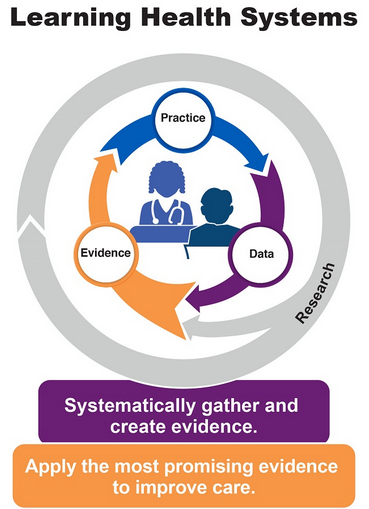 Learning Health Systems
Practice
Evidence
Data
Research
Systematically gather and
create evidence.
Apply the most promising evidence
to improve care.